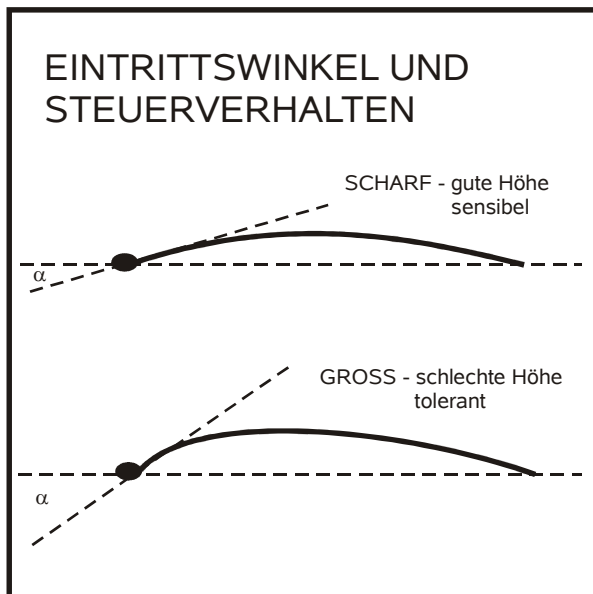 EINTRITTSWINKEL UND
STEUERVERHALTEN
SCHARF - gute Höhe
sensibel
α
GROSS - schlechte Höhe
tolerant
α